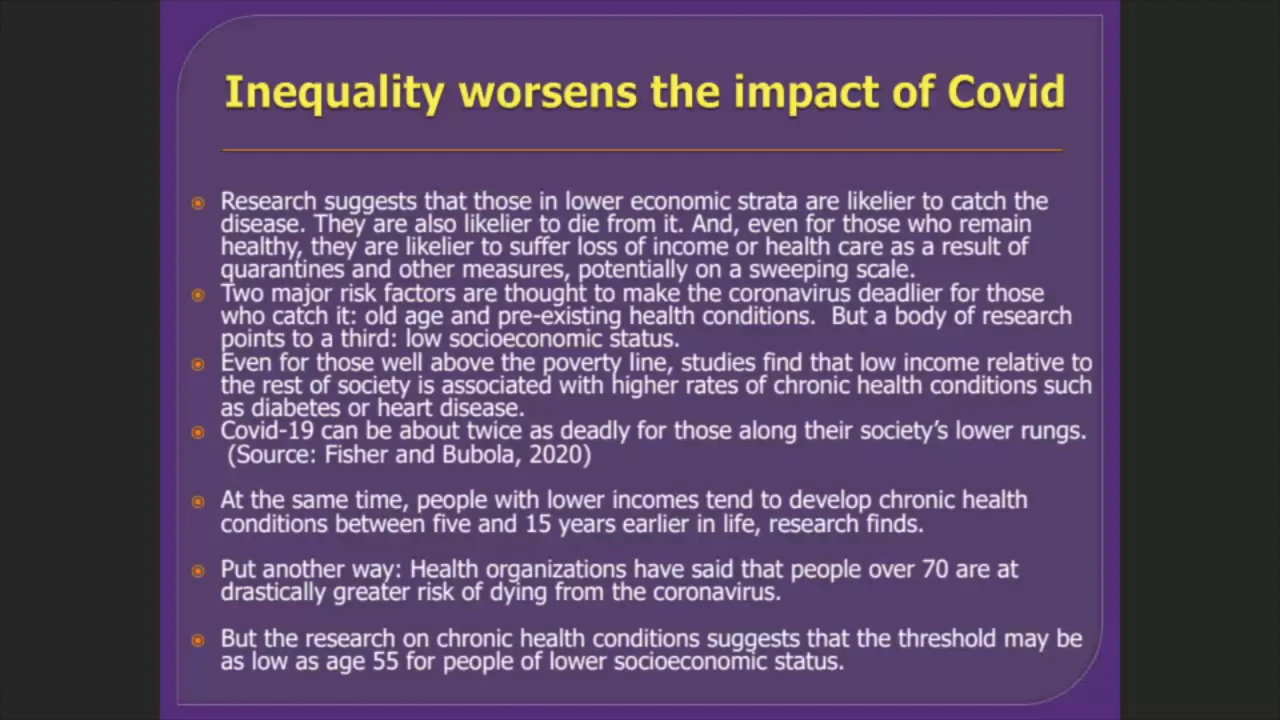 Inequality worsens the impact of Covid
Research suggests that those in lower economic strata are likelier to catch the
disease. They are also likelier to die from it. And, even for those who remain
healthy, they are likelier to suffer loss of income or health care as a result of
quarantines and other measures, potentially on a sweeping scale.
Two major risk factors are thought to make the coronavirus deadlier for those
who catch it: old age and pre-existing health conditions.  But a body of research
points to a third: low socioeconomic status.
Even for those well above the poverty line, studies find that low income relative to
the rest of society is associated with higher rates of chronic health conditions such
as diabetes or heart disease.
Covid-19 can be about twice as deadly for those along their society’s lower rungs.
(Source: Fisher and Bubola, 2020)
At the same time, people with lower incomes tend to develop chronic health
conditions between five and 15 years earlier in life, research finds.
Put another way: Health organizations have said that people over 70 are at
drastically greater risk of dying from the coronavirus.
But the research on chronic health conditions suggests that the threshold may be
as low as age 55 for people of lower socioeconomic status.